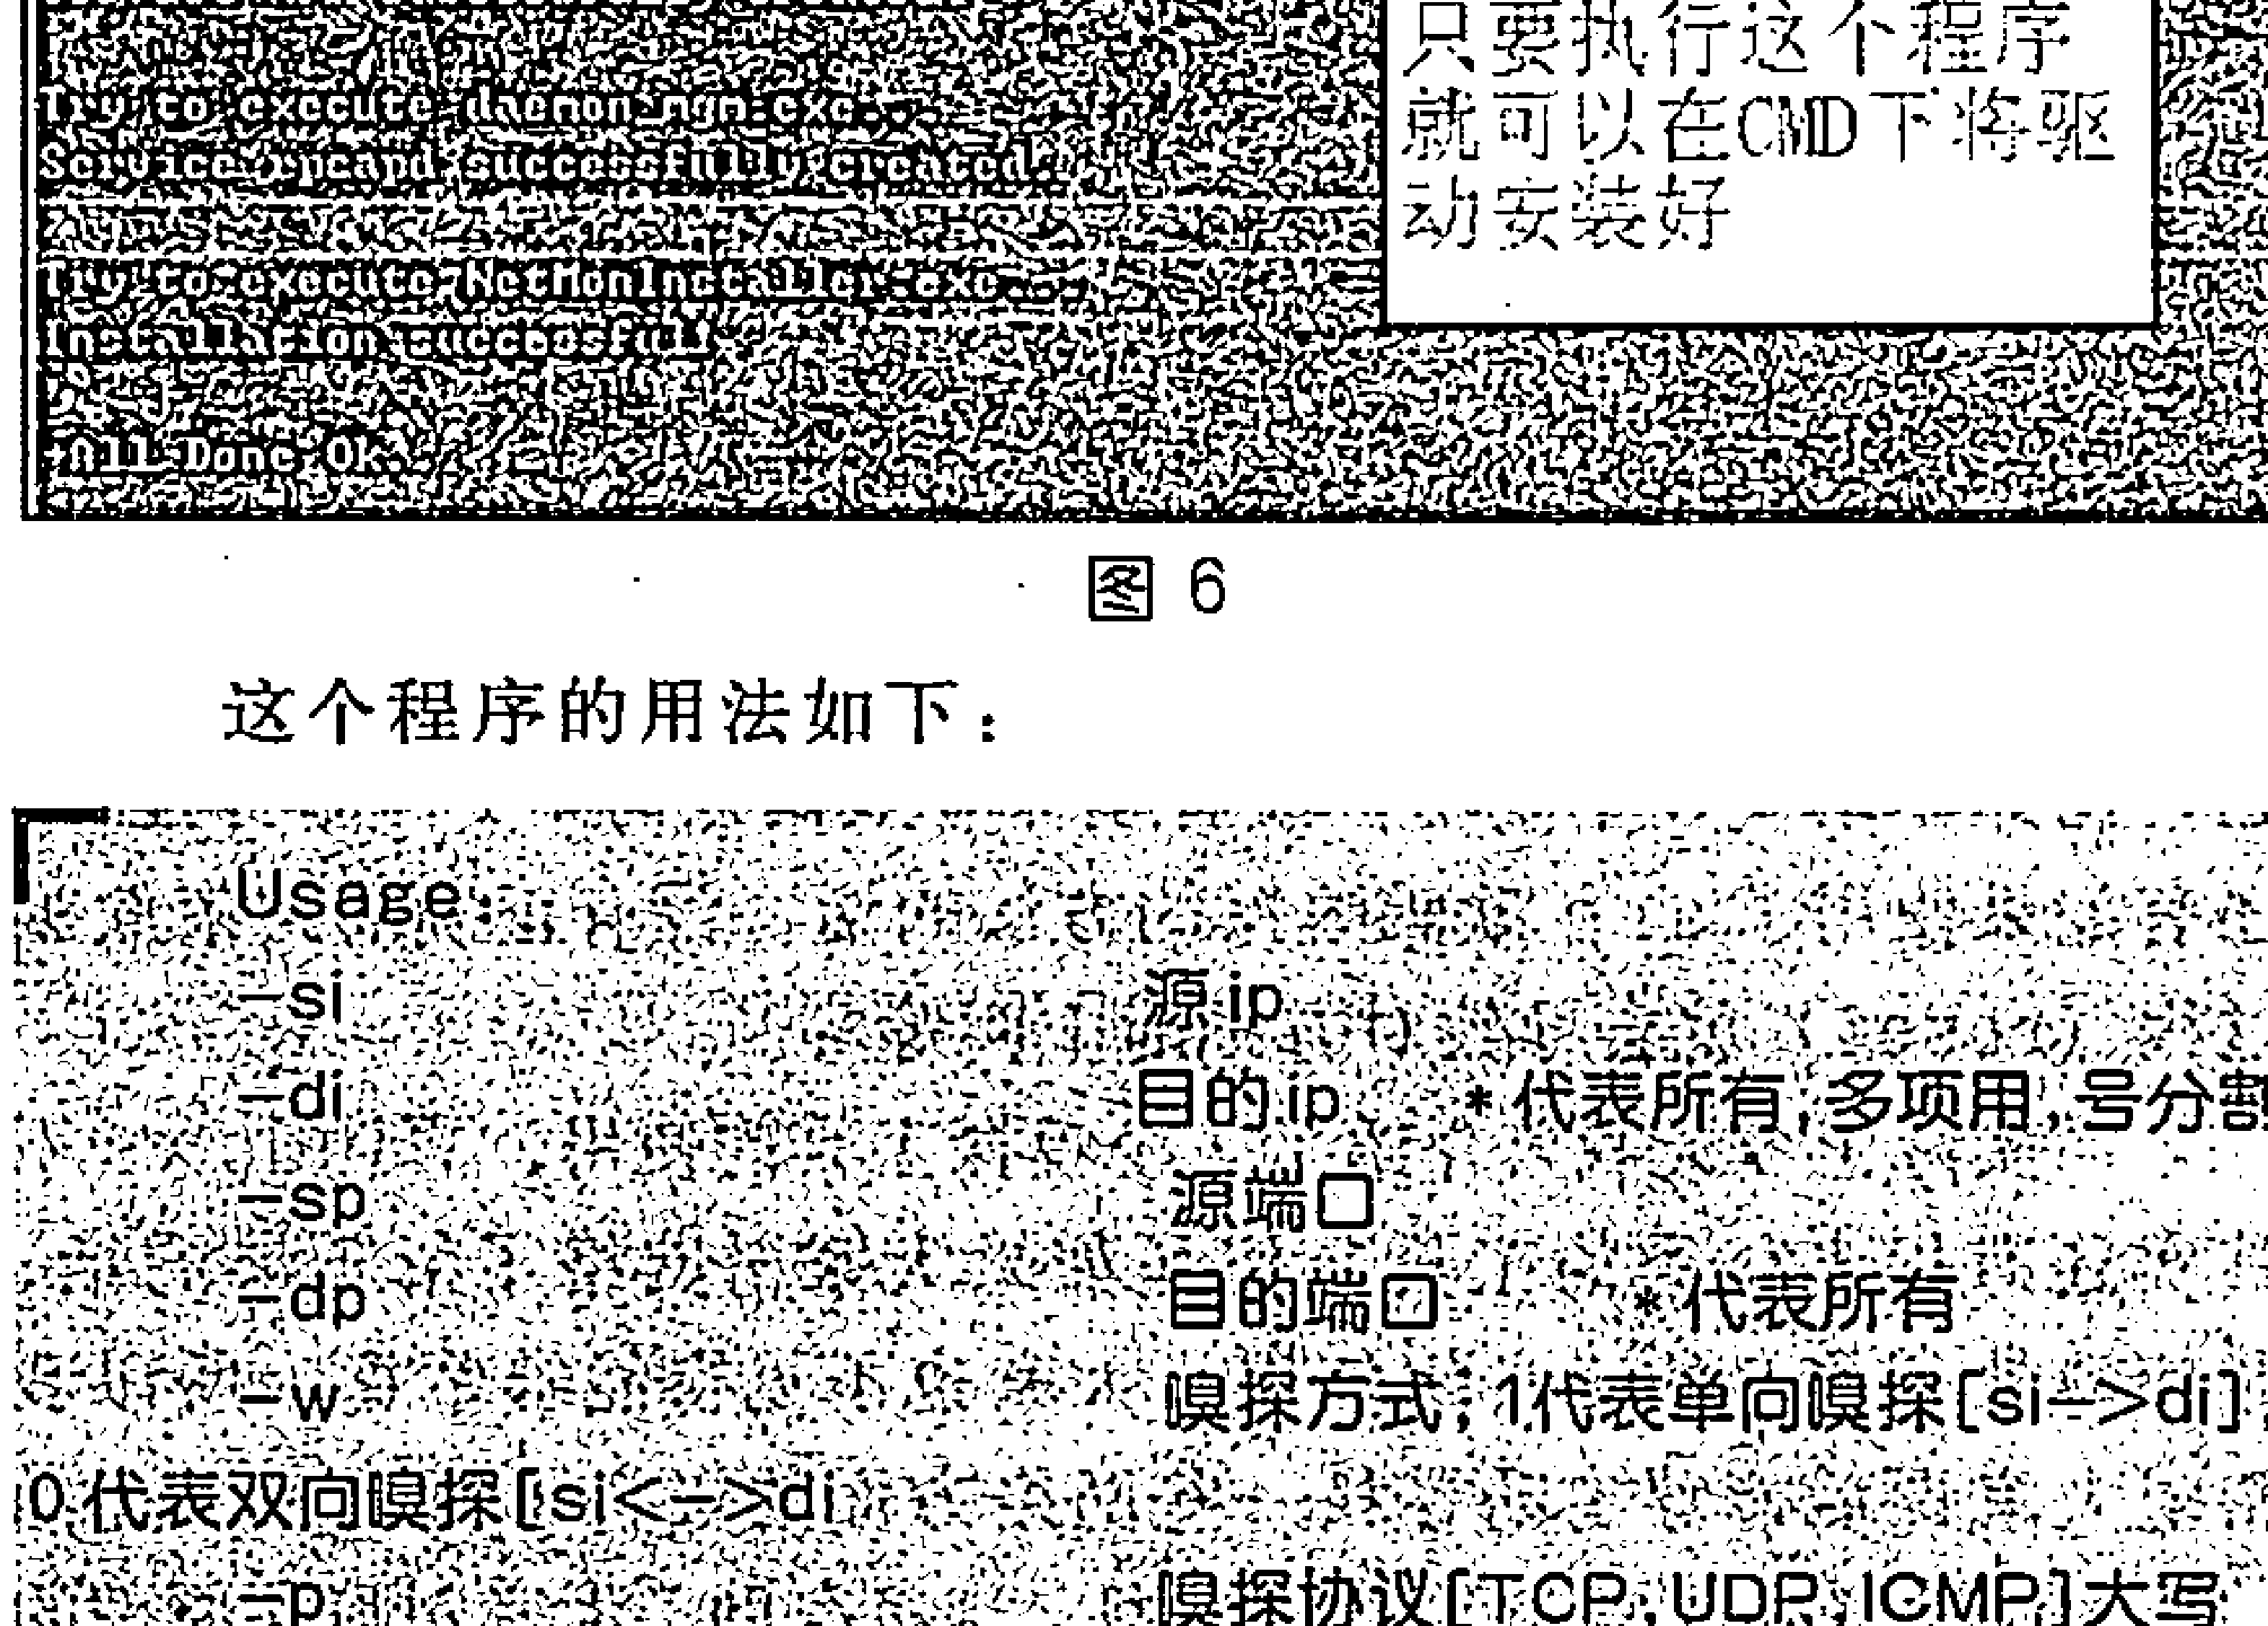 只要执行这个程序
就可以在CMD下将驱
动安装好
Try to execute daemon_mgm.exe...
Service rpcapd successfully created.
Try to execute NetMonInstaller.exe...
Installation successful!
All Done Ok.
图 6
这个程序的用法如下：
Usage:
-si 源ip
-di 目的ip *代表所有,多项用,号分割
-sp 源端口
-dp 目的端口 *代表所有
-w 嗅探方式,1代表单向嗅探[si->di]
0代表双向嗅探[si<->di
-p 嗅探协议[TCP,UDP,ICMP]大写